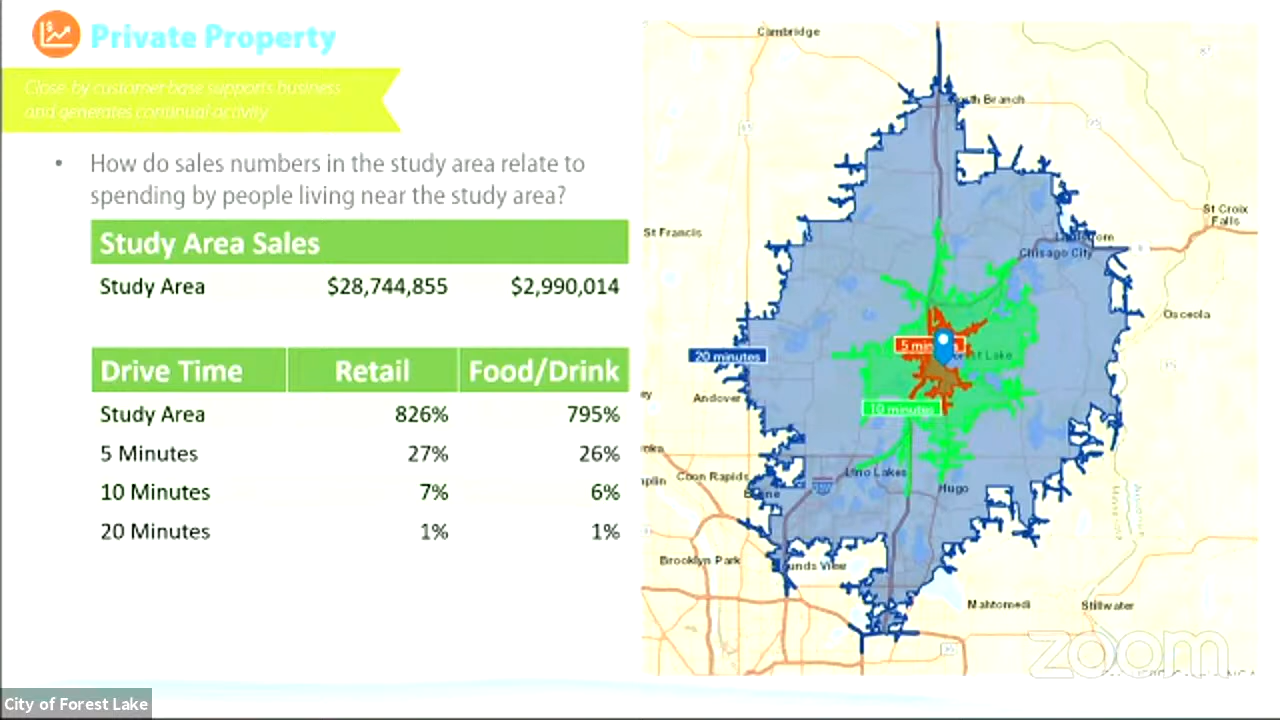 Private Property
Close-by customer base supports business
and generates continual activity
• How do sales numbers in the study area relate to
spending by people living near the study area?
Study Area Sales
Study Area $28,744,855 $2,990,014
Drive Time Retail Food/Drink
Study Area 826% 795%
5 Minutes 27% 26%
10 Minutes 7% 6%
20 Minutes 1% 1%
Cambridge
Branch
95
St Croix
Falls
St Francis
Chisago City
Osceola
5 min
20 minutes
Lake
Andover
10 minutes
Lino Lakes
Coon Rapids
Hugo
Brooklyn Park
unds View
Mahtomedi
Stillwater
zoom
City of Forest Lake